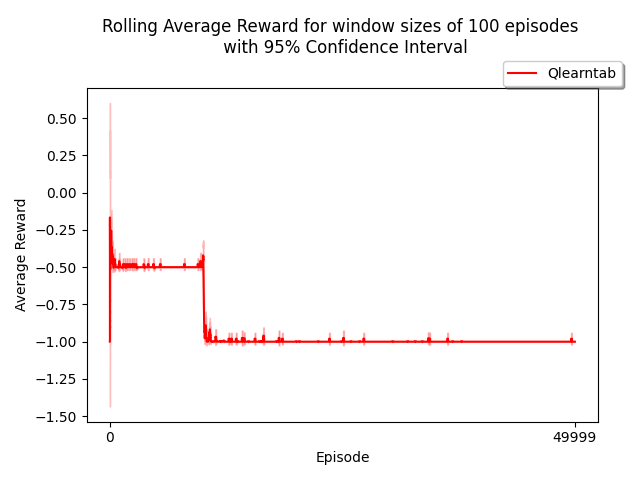 Rolling Average Reward for window sizes of 100 episodes
with 95% Confidence Interval
Qlearntab
0.50
0.25
0.00
−0.25
−0.50
−0.75
−1.00
−1.25
−1.50
Average Reward
0
49999
Episode